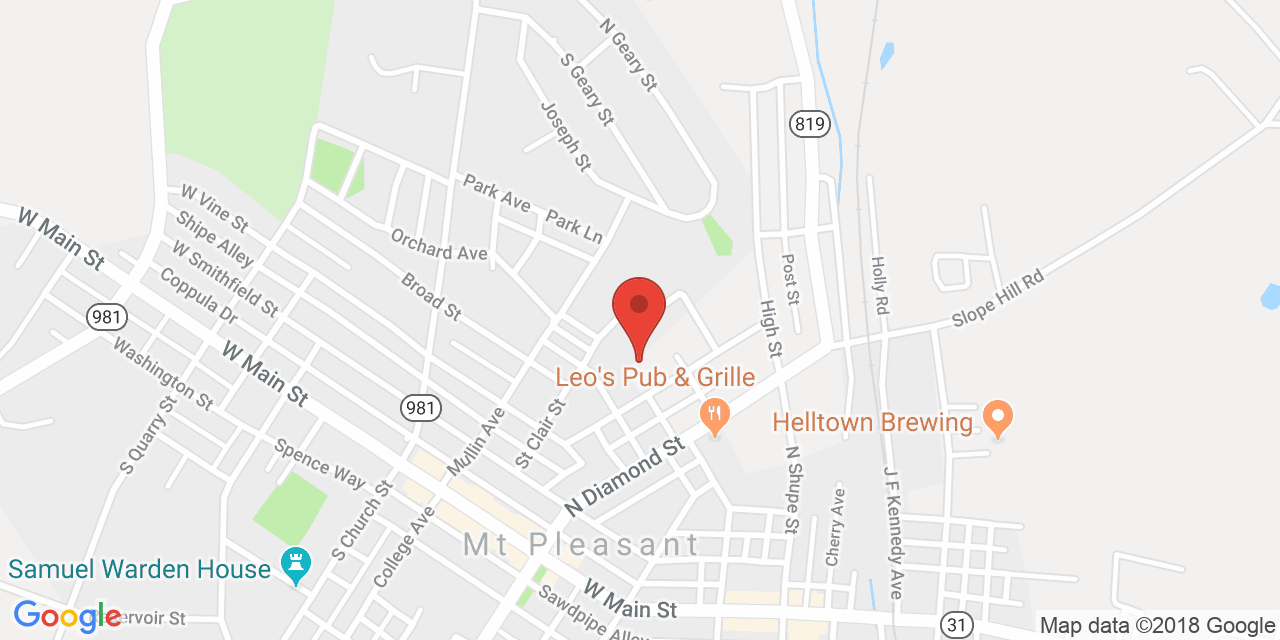 N Geary St
S Geary St
Joseph St
819
Park Ave
Park Ln
W Vine St
Shipe Alley
W Main St
W Smithfield St
Orchard Ave
Coppula Dr
Broad St
Post St
Holly Rd
High St
Slope Hill Rd
981
Washington St
W Main St
Leo's Pub & Grille
981
Helltown Brewing
Mullin Ave
St Clair St
S Quarry St
Spence Way
N Diamond St
N Shupe St
J F Kennedy Ave
Cherry Ave
S Church St
College Ave
Mt Pleasant
Samuel Warden House
W Main St
Sawdpipe Alley
31
Google
Reservoir St
Map data ©2018 Google